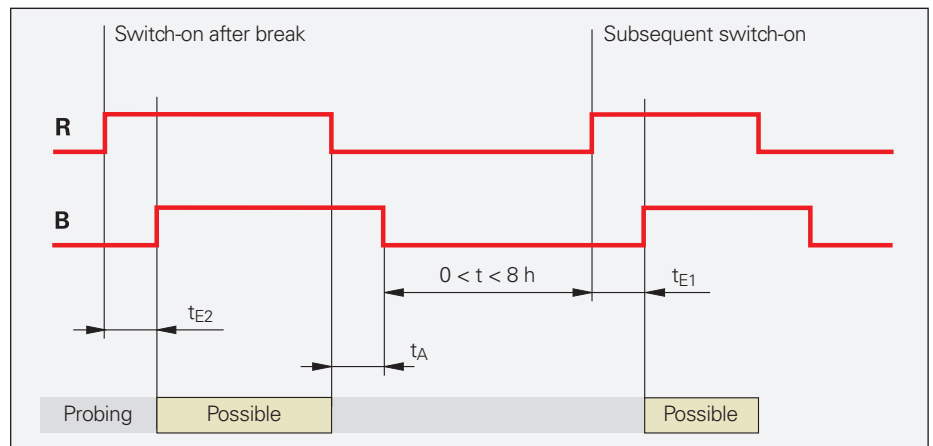 Switch-on after break
Subsequent switch-on
R
B
0 < t < 8 h
tE1
tE2
tA
Probing
Possible
Possible